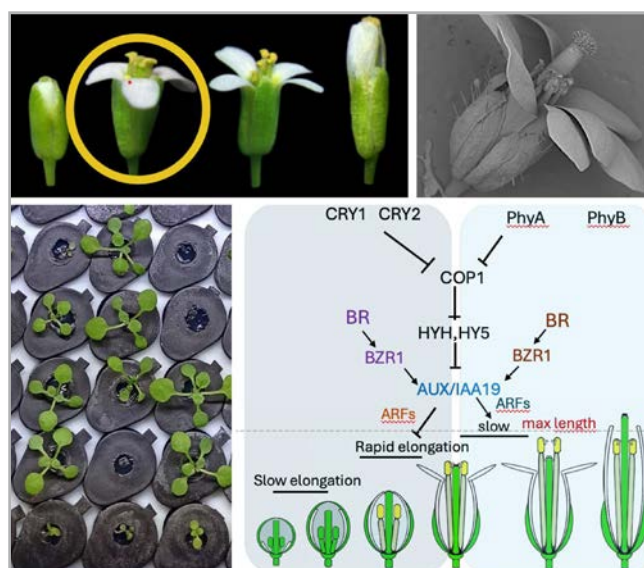 CRY1 CRY2
PhyA PhyB
COP1
BR
HYH,HY5
BR
BZR1
BZR1
AUX/IAA19
ARFs
ARFs
slow
max length
Rapid elongation
Slow elongation